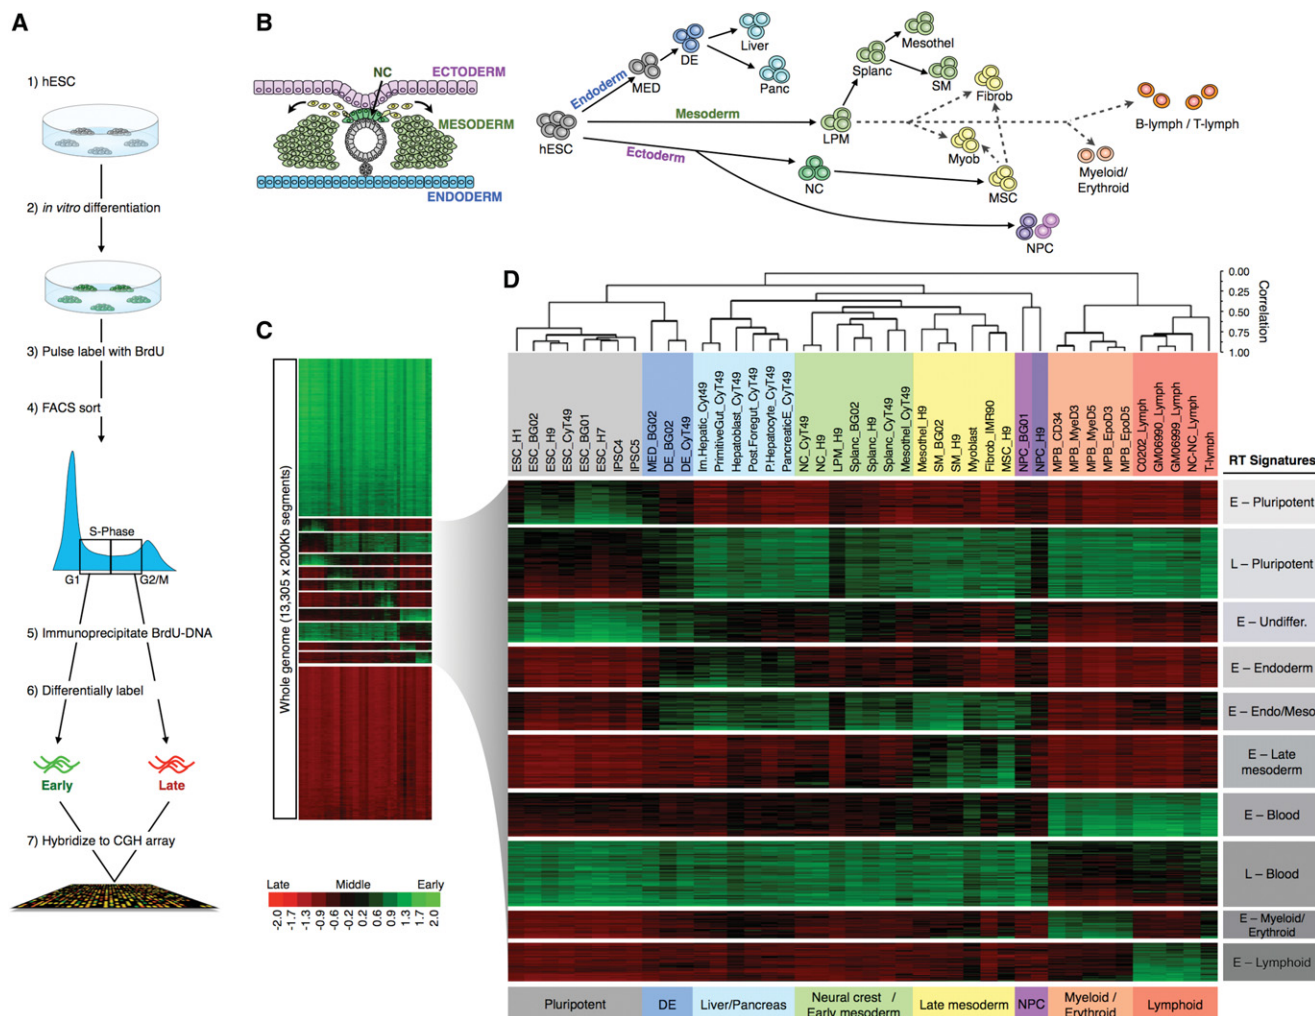 A
1) hESC
2) in vitro differentiation
3) Pulse label with BrdU
4) FACS sort
S-Phase
G1
G2/M
5) Immunoprecipitate BrdU-DNA
6) Differentially label
Early
Late
7) Hybridize to CGH array
B
NC
ECTODERM
MESODERM
ENDODERM
hESC
Endoderm
Mesoderm
Ectoderm
MED
DE
Liver
Panc
LPM
Splanc
Mesothel
SM
Fibrob
Myob
NC
MSC
NPC
B-lymph / T-lymph
Myeloid/
Erythroid
C
Whole genome (13,305 x 200Kb segments)
Late
Middle
Early
-2.0
-1.7
-1.3
-0.9
-0.6
-0.2
0.2
0.6
0.9
1.3
1.7
2.0
D
0.00
0.25
0.50
0.75
1.00
Correlation
ESC_H1
ESC_BG02
ESC_H9
ESC_CyT49
ESC_BG01
ESC_H7
IPSC4
IPSC5
MED_BG02
DE_BG02
DE_CyT49
Im.Hepatic_Cyt49
PrimitiveGut_CyT49
Hepatoblast_CyT49
Post.Foregut_CyT49
P.Hepatocyte_CyT49
PancreaticE_CyT49
NC_CyT49
NC_H9
LPM_H9
Splanc_BG02
Splanc_H9
Splanc_CyT49
Mesothel_CyT49
Mesothel_H9
SM_BG02
SM_H9
Myoblast
Fibrob_IMR90
MSC_H9
NPC_BG01
NPC_H9
MPB_CD34
MPB_MyeD3
MPB_MyeD5
MPB_EpoD3
MPB_EpoD5
C0202_Lymph
GM06990_Lymph
GM06999_Lymph
NC-NC_Lymph
T-lymph
RT Signatures
E – Pluripotent
L – Pluripotent
E – Undiffer.
E – Endoderm
E – Endo/Meso
E – Late
mesoderm
E – Blood
L – Blood
E – Myeloid/
Erythroid
E – Lymphoid
Pluripotent
DE
Liver/Pancreas
Neural crest /
Early mesoderm
Late mesoderm
NPC
Myeloid /
Erythroid
Lymphoid